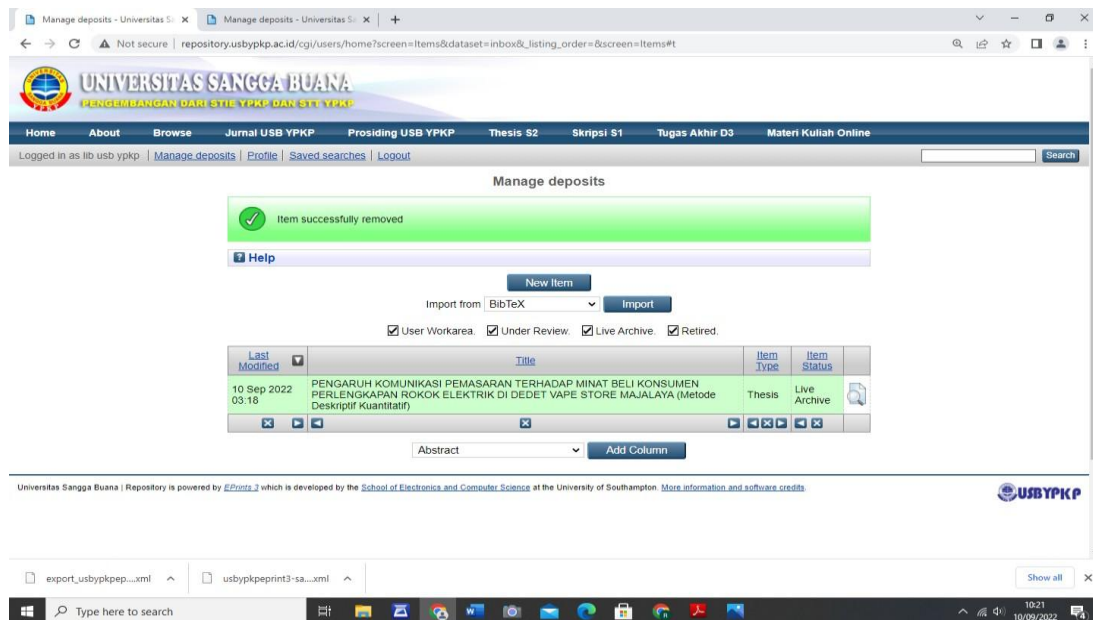 Manage deposits - Universitas S
Manage deposits - Universitas S
Not secure | repository.usbypkp.ac.id/cgi/users/home?screen=Items&dataset=inbox&_listing_order=&screen=Items#t
UNIVERSITAS SANGGA BUANA
PENGEMBANGAN DARI STIE YPKP DAN STT YPKP
Home About Browse Jurnal USB YPKP Prosiding USB YPKP Thesis S2 Skripsi S1 Tugas Akhir D3 Materi Kuliah Online
Logged in as lib usb ypkp | Manage deposits | Profile | Saved searches | Logout Search
Manage deposits
Item successfully removed
Help
New Item
Import from BibTeX Import
User Workarea. Under Review. Live Archive. Retired.
Last Modified Title Item Type Item Status
10 Sep 2022 03:18
PENGARUH KOMUNIKASI PEMASARAN TERHADAP MINAT BELI KONSUMEN
PERLENGKAPAN ROKOK ELEKTRIK DI DEDET VAPE STORE MAJALAYA (Metode
Deskriptif Kuantitatif)
Thesis
Live Archive
Abstract Add Column
Universitas Sangga Buana | Repository is powered by EPrints 3 which is developed by the School of Electronics and Computer Science at the University of Southampton. More information and software credits.
USBYPKP
export_usbypkpep....xml usbypkpeprint3-sa....xml Show all
Type here to search
10:21
10/09/2022